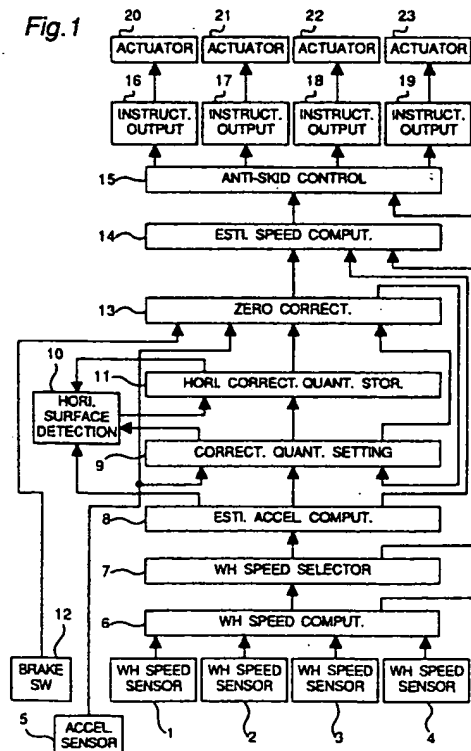 Fig.1
20 21 22 23
ACTUATOR ACTUATOR ACTUATOR ACTUATOR
16 17 18 19
INSTRUCT. OUTPUT INSTRUCT. OUTPUT INSTRUCT. OUTPUT INSTRUCT. OUTPUT
15 ANTI-SKID CONTROL
14 ESTI. SPEED COMPUT.
13 ZERO CORRECT.
10
HORI. SURFACE DETECTION
11
HORI. CORRECT. QUANT. STOR.
9
CORRECT. QUANT. SETTING
8 ESTI. ACCEL. COMPUT.
7 WH SPEED SELECTOR
6 WH SPEED COMPUT.
12
BRAKE SW
5
ACCEL. SENSOR
WH SPEED SENSOR WH SPEED SENSOR WH SPEED SENSOR WH SPEED SENSOR
1 2 3 4